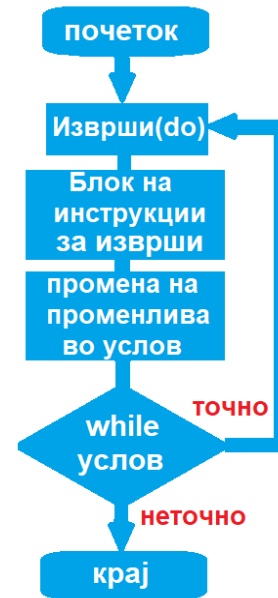 почеток
Изврши(do)
Блок на
инструкции
за изврши
промена на
променлива
во услов
точно
while
услов
неточно
крај